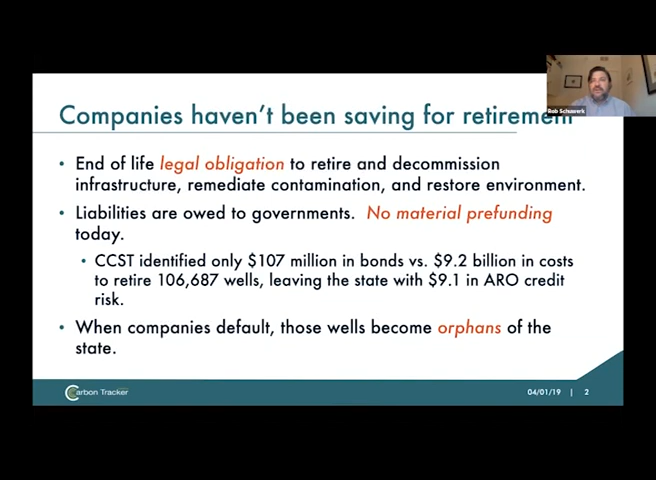 Companies haven't been saving for retirement
Bob Schuwerk
• End of life legal obligation to retire and decommission
infrastructure, remediate contamination, and restore environment.
• Liabilities are owed to governments. No material prefunding
today.
• CCST identified only $107 million in bonds vs. $9.2 billion in costs
to retire 106,687 wells, leaving the state with $9.1 in ARO credit
risk.
• When companies default, those wells become orphans of the
state.
Carbon Tracker
04/01/19 | 2